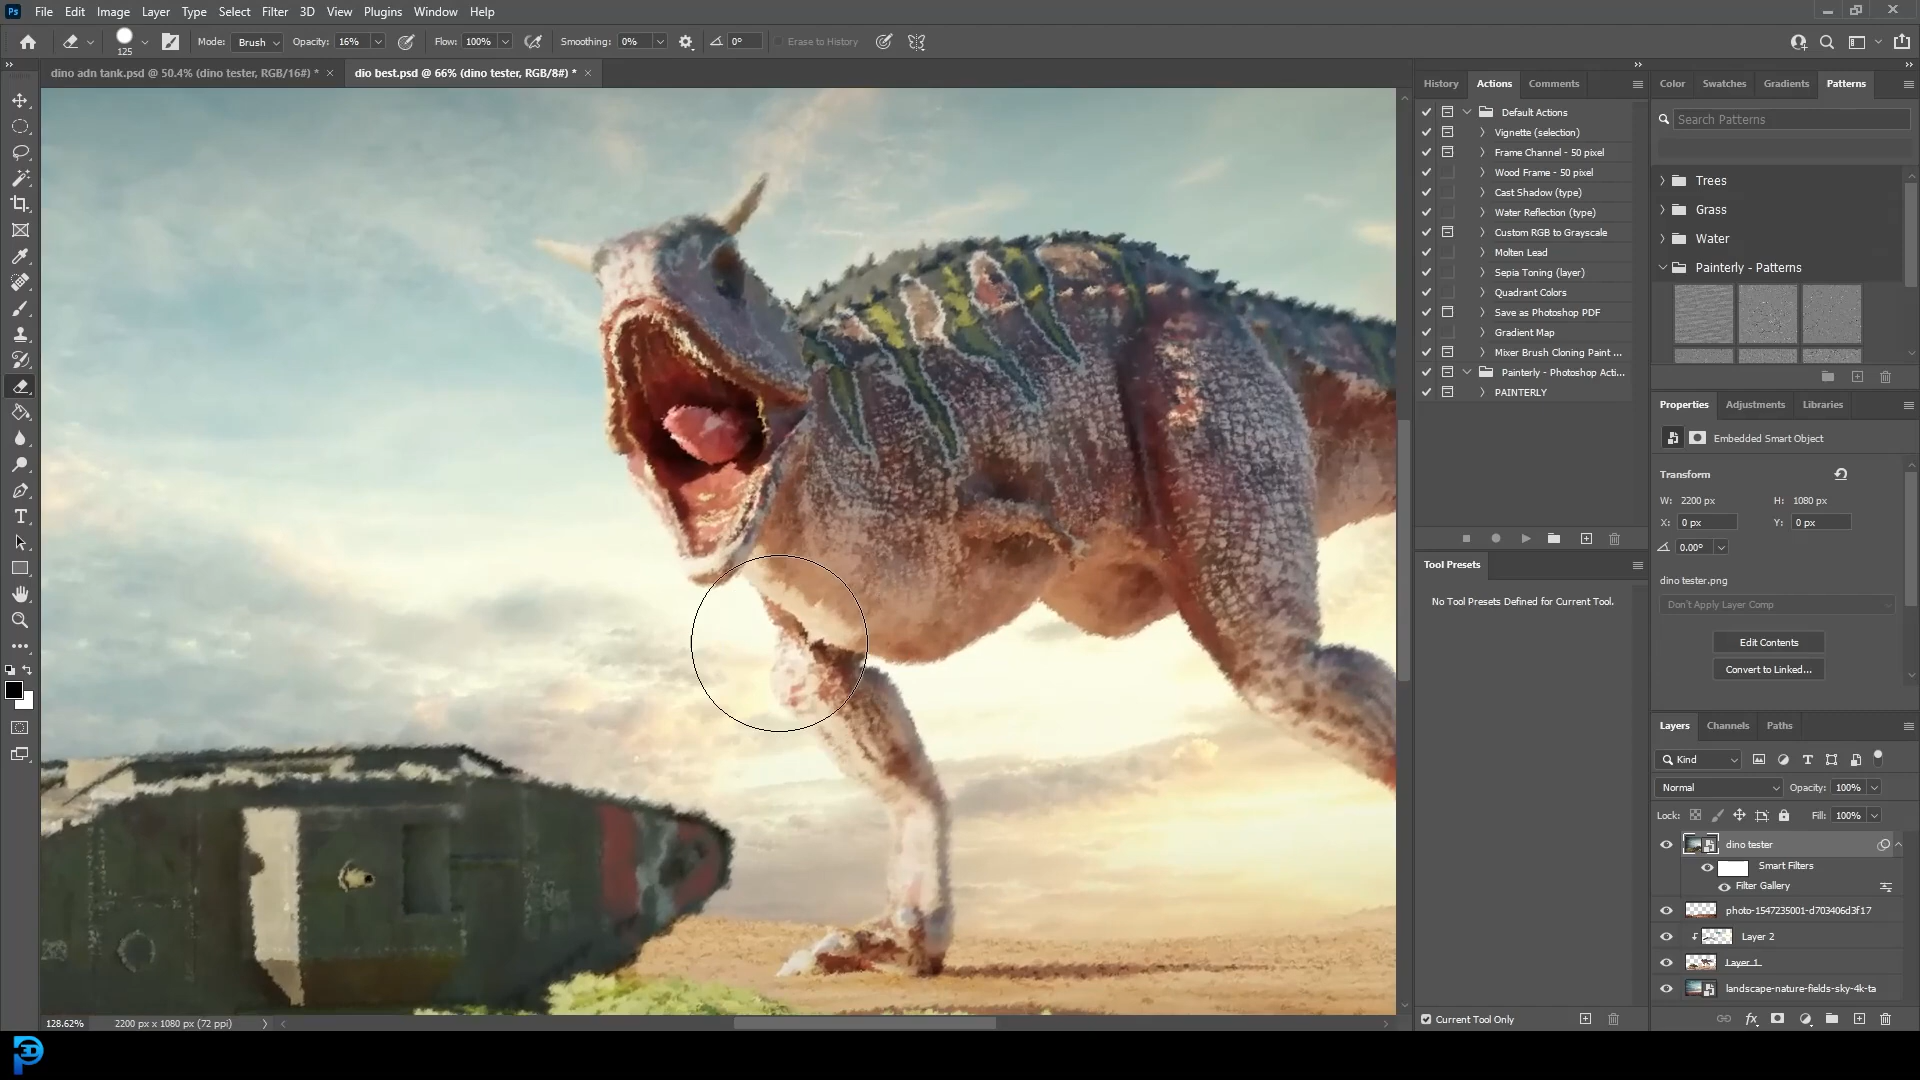 Ps File Edit Image Layer Type Select Filter 3D View Plugins Window Help
125 Mode: Brush Opacity: 16% Flow: 100% Smoothing: 0% 0° Erase to History
dino adn tank.psd @ 50.4% (dino tester, RGB/16#) * × dio best.psd @ 66% (dino tester, RGB/8#) * ×
History Actions Comments
Default Actions
Vignette (selection)
Frame Channel - 50 pixel
Wood Frame - 50 pixel
Cast Shadow (type)
Water Reflection (type)
Custom RGB to Grayscale
Molten Lead
Sepia Toning (layer)
Quadrant Colors
Save as Photoshop PDF
Gradient Map
Mixer Brush Cloning Paint ...
Painterly - Photoshop Acti...
PAINTERLY
Tool Presets
No Tool Presets Defined for Current Tool.
Current Tool Only
Color Swatches Gradients Patterns
Search Patterns
Trees
Grass
Water
Painterly - Patterns
Properties Adjustments Libraries
Embedded Smart Object
Transform
W: 2200 px H: 1080 px
X: 0 px Y: 0 px
0.00°
dino tester.png
Don't Apply Layer Comp
Edit Contents
Convert to Linked...
Layers Channels Paths
Kind
Normal Opacity: 100%
Lock: Fill: 100%
dino tester
Smart Filters
Filter Gallery
photo-1547235001-d703406d3f17
Layer 2
Layer 1
landscape-nature-fields-sky-4k-ta
fx
128.62% 2200 px x 1080 px (72 ppi)